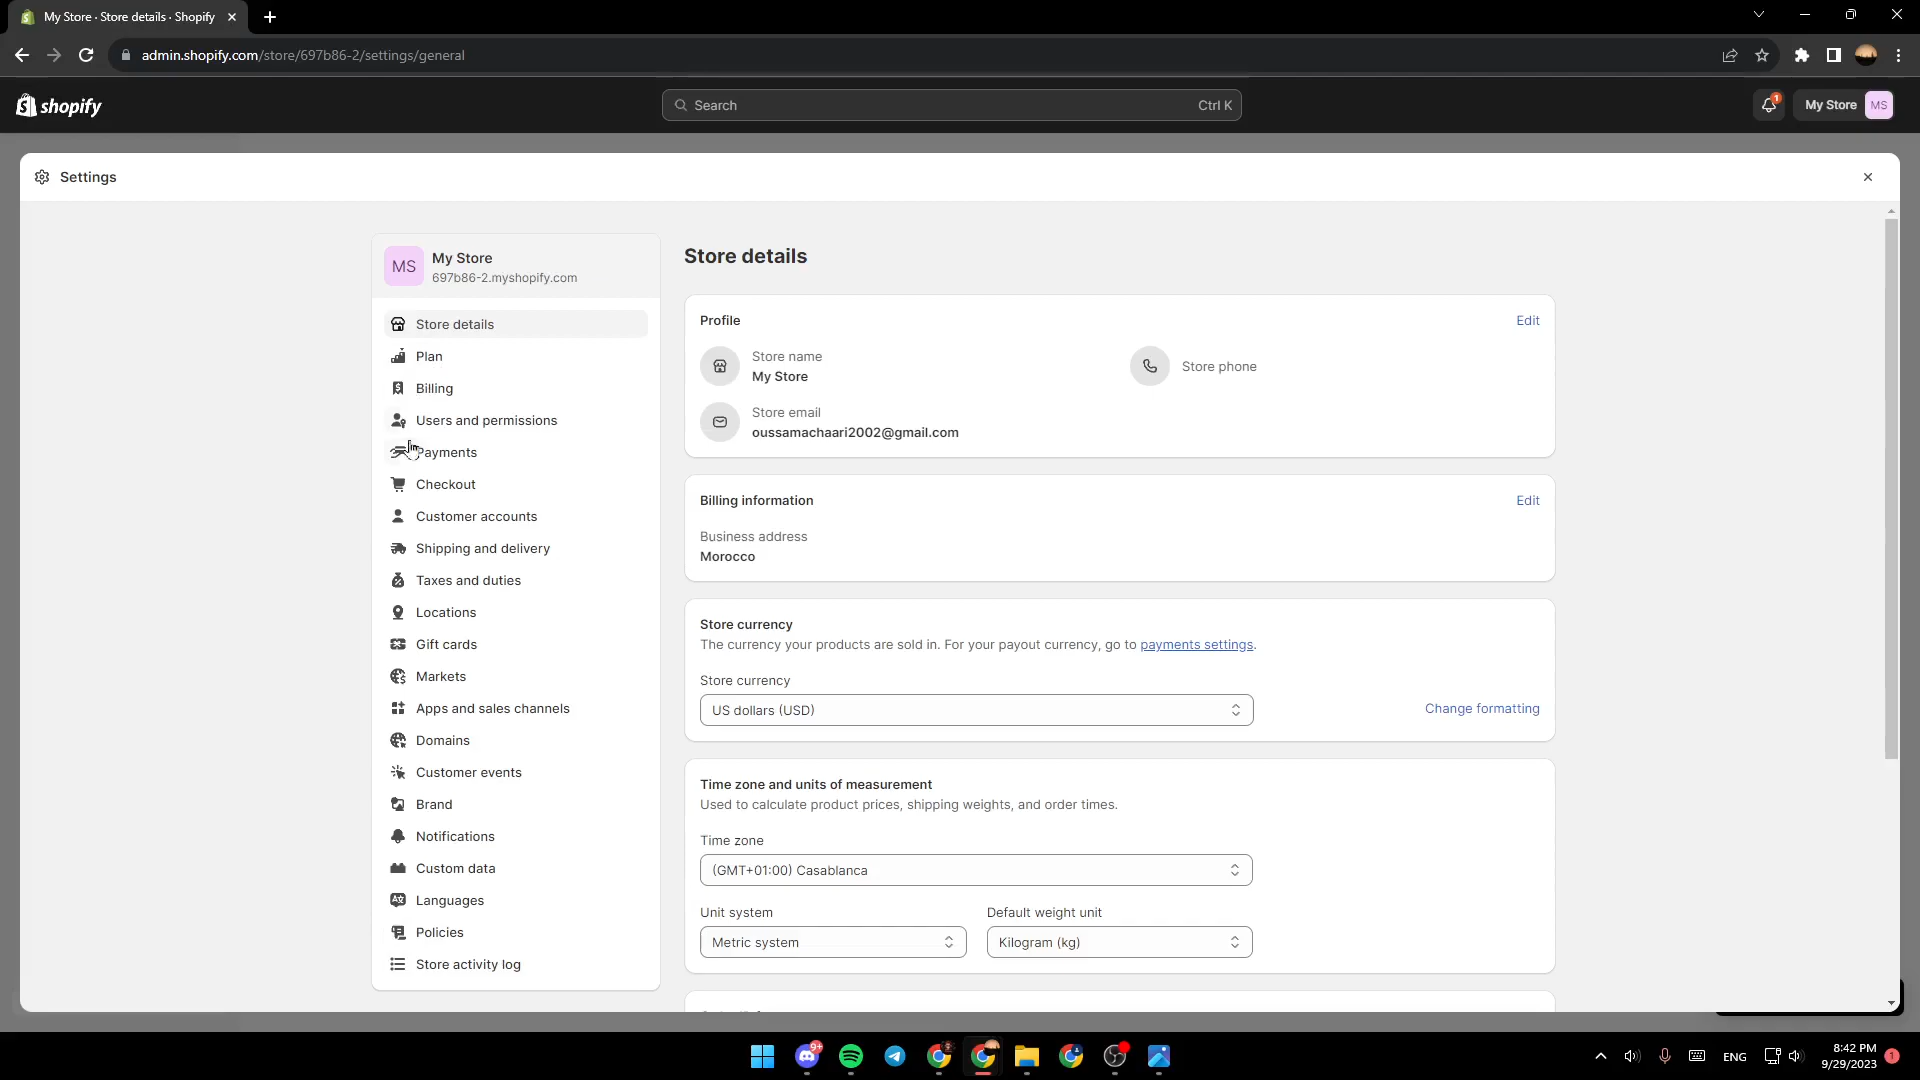 My Store · Store details · Shopify
admin.shopify.com/store/697b86-2/settings/general
shopify
Search
Ctrl K
1
My Store
MS
Settings
MS
My Store
697b86-2.myshopify.com
Store details
Plan
Billing
Users and permissions
Payments
Checkout
Customer accounts
Shipping and delivery
Taxes and duties
Locations
Gift cards
Markets
Apps and sales channels
Domains
Customer events
Brand
Notifications
Custom data
Languages
Policies
Store activity log
Store details
Profile
Edit
Store name
My Store
Store phone
Store email
oussamachaari2002@gmail.com
Billing information
Edit
Business address
Morocco
Store currency
The currency your products are sold in. For your payout currency, go to payments settings.
Store currency
US dollars (USD)
Change formatting
Time zone and units of measurement
Used to calculate product prices, shipping weights, and order times.
Time zone
(GMT+01:00) Casablanca
Unit system
Default weight unit
Metric system
Kilogram (kg)
9+
ENG
8:42 PM
9/29/2023
1